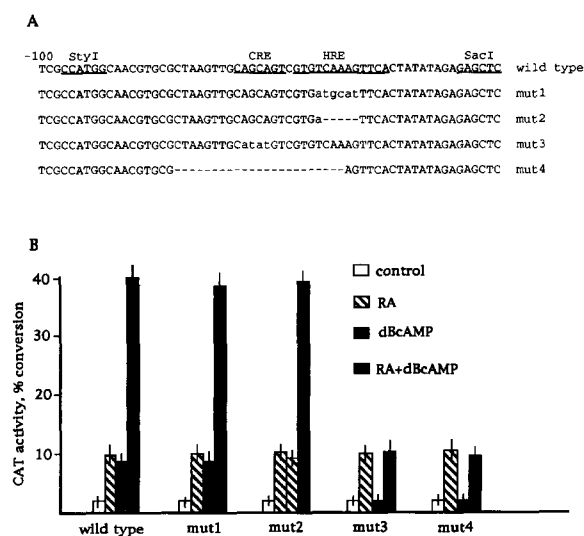 A
-100 StyI CRE HRE SacI
TCGCCATGGCAACGTGCGCTAAGTTGCAGCAGTCGTGTCAAAGTTCACTATATAGAGAGCTC wild type
TCGCCATGGCAACGTGCGCTAAGTTGCAGCAGTCGTGatgcatTTCACTATATAGAGAGCTC mut1
TCGCCATGGCAACGTGCGCTAAGTTGCAGCAGTCGTGa-----TTCACTATATAGAGAGCTC mut2
TCGCCATGGCAACGTGCGCTAAGTTGCatatGTCGTGTCAAAGTTCACTATATAGAGAGCTC mut3
TCGCCATGGCAACGTGCG-----------------------AGTTCACTATATAGAGAGCTC mut4
B
CAT activity, % conversion
40
30
20
10
control
RA
dBcAMP
RA+dBcAMP
wild type mut1 mut2 mut3 mut4